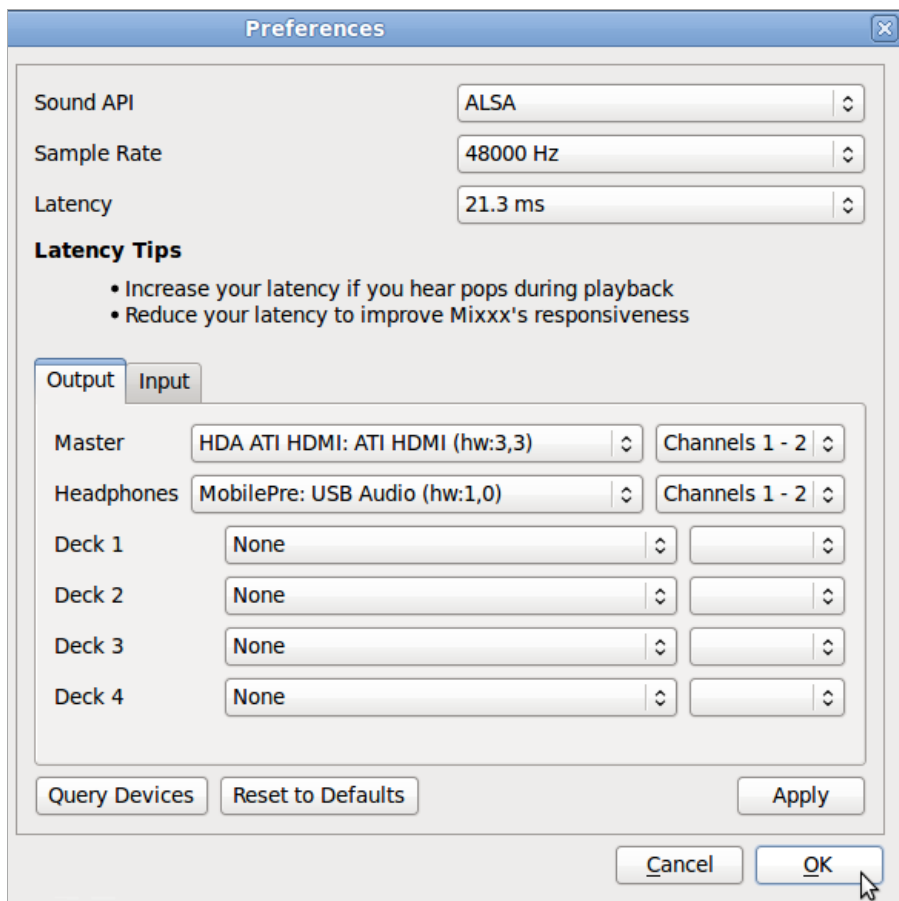 Preferences
Sound API ALSA
Sample Rate 48000 Hz
Latency 21.3 ms
Latency Tips
• Increase your latency if you hear pops during playback
• Reduce your latency to improve Mixxx's responsiveness
Output Input
Master HDA ATI HDMI: ATI HDMI (hw:3,3) Channels 1 - 2
Headphones MobilePre: USB Audio (hw:1,0) Channels 1 - 2
Deck 1 None
Deck 2 None
Deck 3 None
Deck 4 None
Query Devices Reset to Defaults Apply
Cancel OK